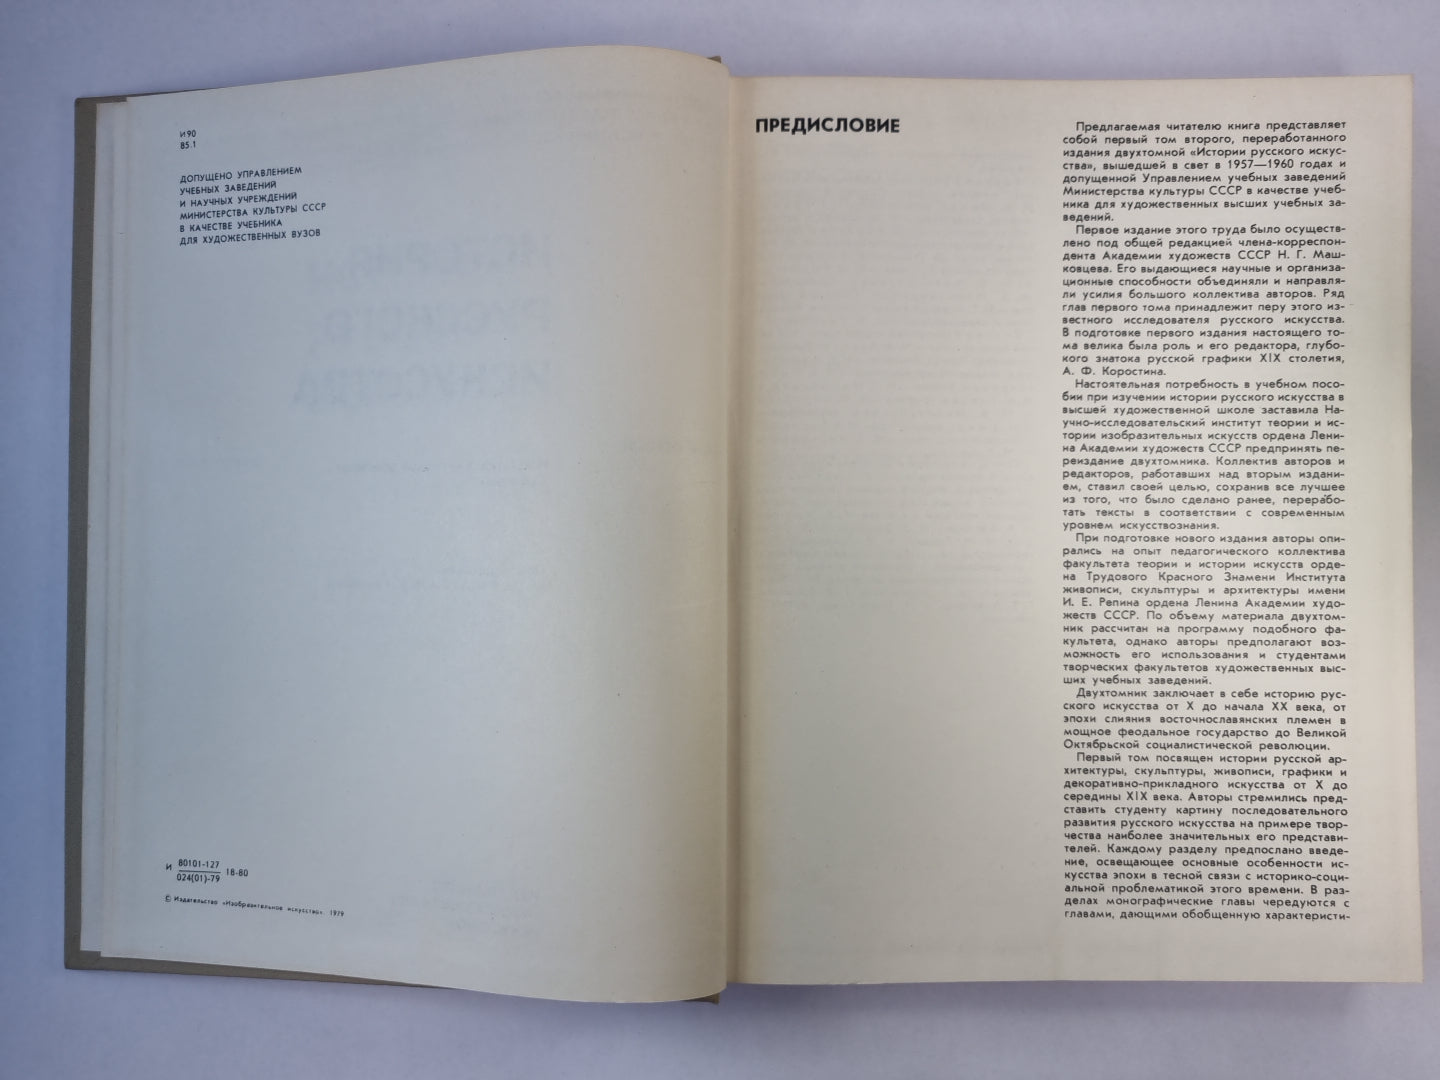 И90
85.1
ДОПУЩЕНО УПРАВЛЕНИЕМ
УЧЕБНЫХ ЗАВЕДЕНИЙ
И НАУЧНЫХ УЧРЕЖДЕНИЙ
МИНИСТЕРСТВА КУЛЬТУРЫ СССР
В КАЧЕСТВЕ УЧЕБНИКА
ДЛЯ ХУДОЖЕСТВЕННЫХ ВУЗОВ
И 80101-127 18-80
024(01)-79
© Издательство «Изобразительное искусство». 1979
ПРЕДИСЛОВИЕ
Предлагаемая читателю книга представляет
собой первый том второго, переработанного
издания двухтомной «Истории русского искус-
ства», вышедшей в свет в 1957—1960 годах и
допущенной Управлением учебных заведений
Министерства культуры СССР в качестве учеб-
ника для художественных высших учебных за-
ведений.
Первое издание этого труда было осуществ-
лено под общей редакцией члена-корреспон-
дента Академии художеств СССР Н. Г. Маш-
ковцева. Его выдающиеся научные и организа-
ционные способности объединяли и направля-
ли усилия большого коллектива авторов. Ряд
глав первого тома принадлежит перу этого из-
вестного исследователя русского искусства.
В подготовке первого издания настоящего то-
ма велика была роль и его редактора, глубо-
кого знатока русской графики XIX столетия,
А. Ф. Коростина.
Настоятельная потребность в учебном посо-
бии при изучении истории русского искусства в
высшей художественной школе заставила На-
учно-исследовательский институт теории и ис-
тории изобразительных искусств ордена Лени-
на Академии художеств СССР предпринять пе-
реиздание двухтомника. Коллектив авторов и
редакторов, работавших над вторым издани-
ем, ставил своей целью, сохранив все лучшее
из того, что было сделано ранее, перерабо-
тать тексты в соответствии с современным
уровнем искусствознания.
При подготовке нового издания авторы опи-
рались на опыт педагогического коллектива
факультета теории и истории искусств орде-
на Трудового Красного Знамени Института
живописи, скульптуры и архитектуры имени
И. Е. Репина ордена Ленина Академии худо-
жеств СССР. По объему материала двухтом-
ник рассчитан на программу подобного фа-
культета, однако авторы предполагают воз-
можность его использования и студентами
творческих факультетов художественных выс-
ших учебных заведений.
Двухтомник заключает в себе историю рус-
ского искусства от X до начала XX века, от
эпохи слияния восточнославянских племен в
мощное феодальное государство до Великой
Октябрьской социалистической революции.
Первый том посвящен истории русской ар-
хитектуры, скульптуры, живописи, графики и
декоративно-прикладного искусства от X до
середины XIX века. Авторы стремились пред-
ставить студенту картину последовательного
развития русского искусства на примере твор-
чества наиболее значительных его представи-
телей. Каждому разделу предпослано введе-
ние, освещающее основные особенности ис-
кусства эпохи в тесной связи с историко-соци-
альной проблематикой этого времени. В раз-
делах монографические главы чередуются с
главами, дающими обобщенную характеристи-